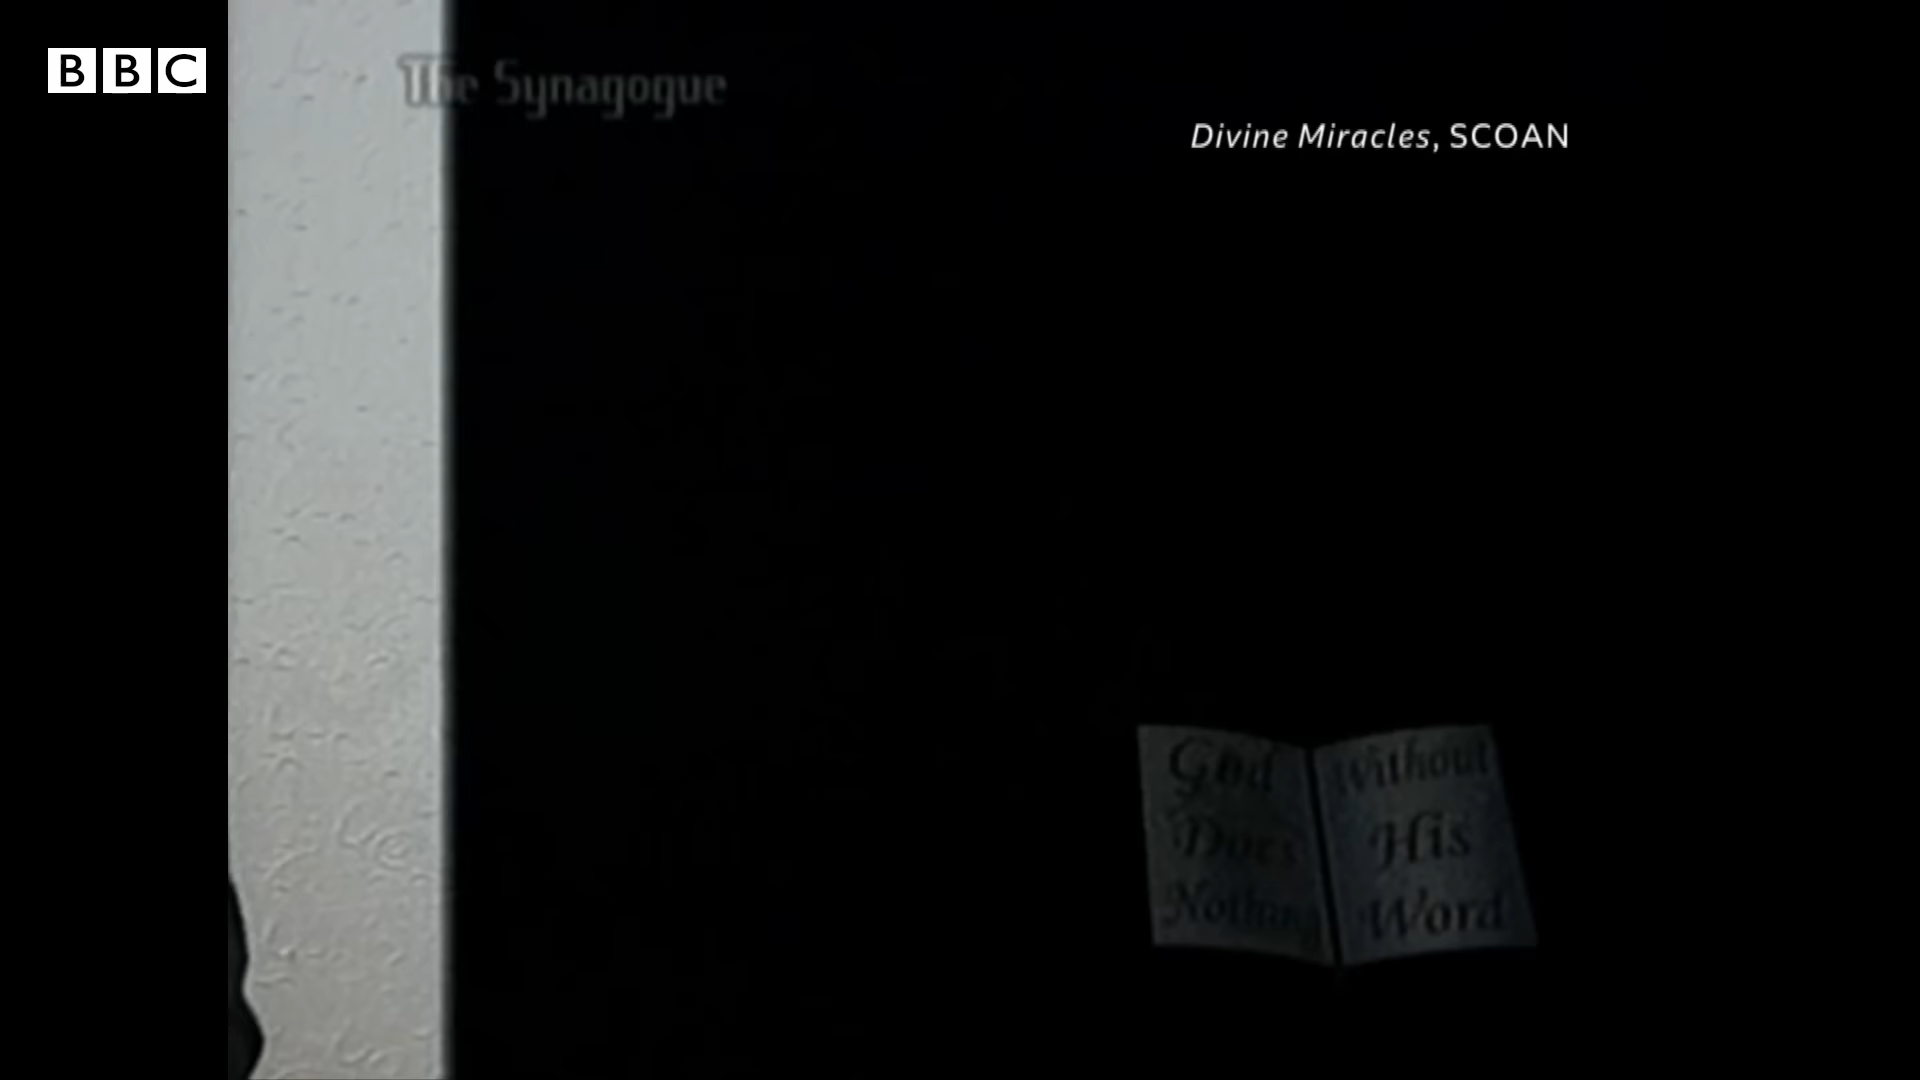 BBC
The Synagogue
Divine Miracles, SCOAN
God
Does
Nothing
Without
His
Word